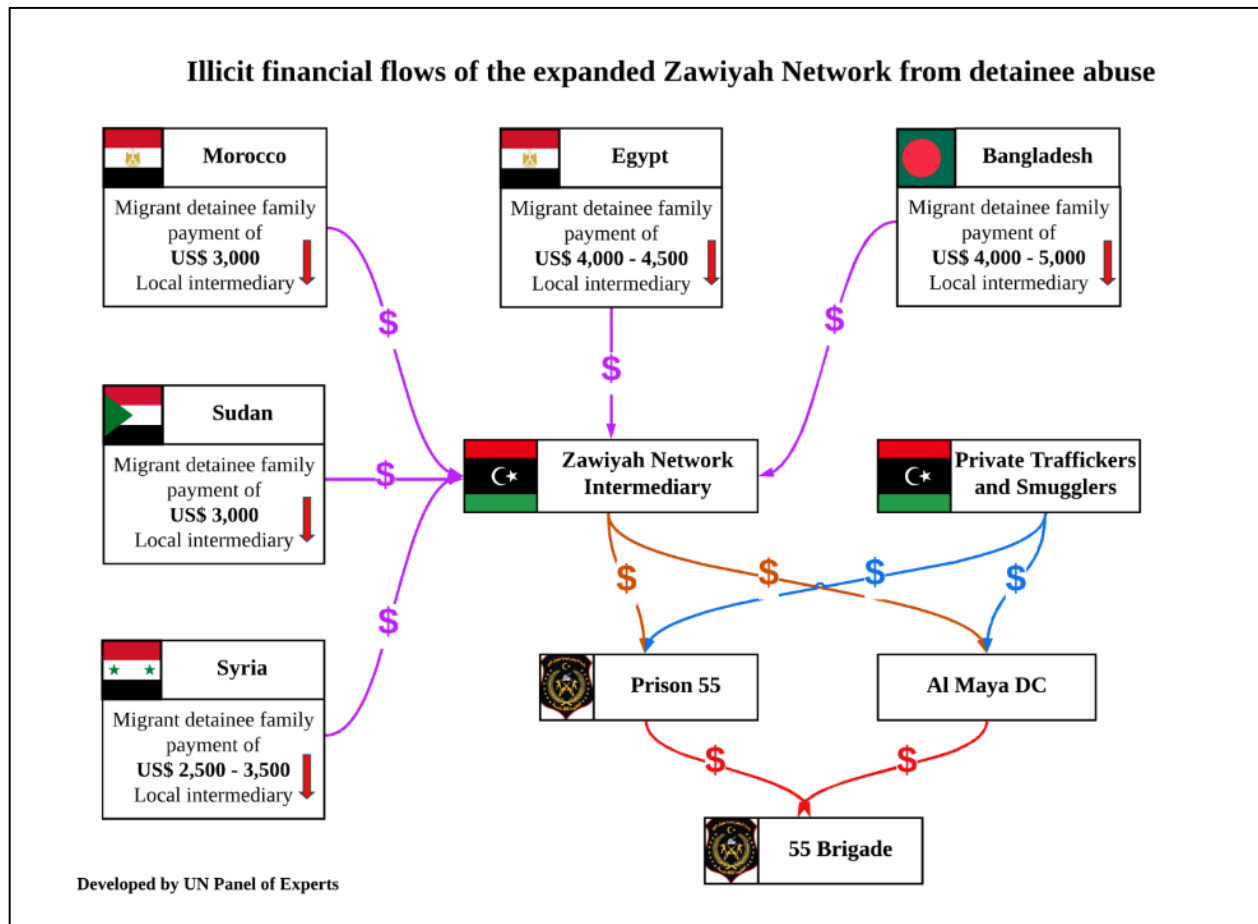 Illicit financial flows of the expanded Zawiyah Network from detainee abuse
Morocco
Migrant detainee family
payment of
US$ 3,000
Local intermediary
Egypt
Migrant detainee family
payment of
US$ 4,000 - 4,500
Local intermediary
Bangladesh
Migrant detainee family
payment of
US$ 4,000 - 5,000
Local intermediary
$
$
$
Sudan
Migrant detainee family
payment of
US$ 3,000
Local intermediary
$
Zawiyah Network
Intermediary
Private Traffickers
and Smugglers
$
$
$
$
Syria
Migrant detainee family
payment of
US$ 2,500 - 3,500
Local intermediary
$
Prison 55
Al Maya DC
$
$
55 Brigade
Developed by UN Panel of Experts